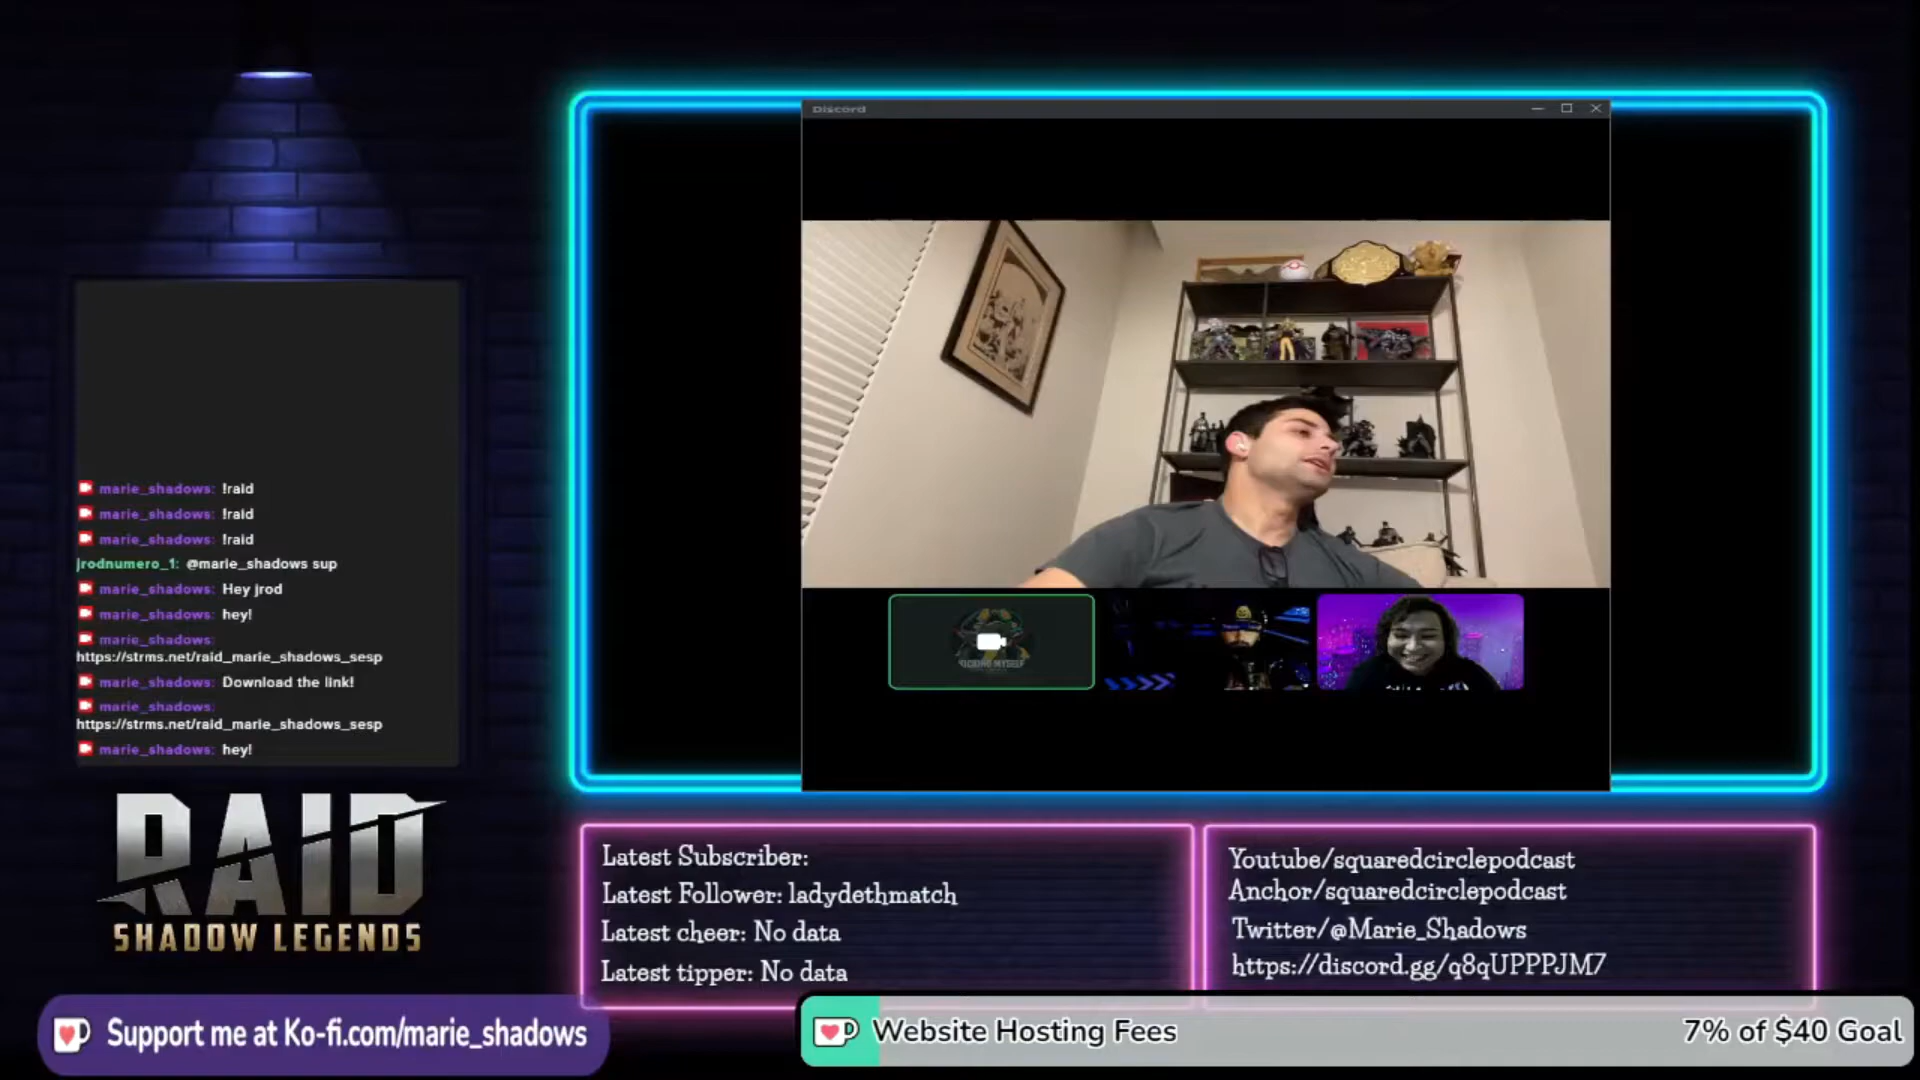 Discord
marie_shadows: !raid
marie_shadows: !raid
marie_shadows: !raid
jrodnumero_1: @marie_shadows sup
marie_shadows: Hey jrod
marie_shadows: hey!
marie_shadows:
https://strms.net/raid_marie_shadows_sesp
marie_shadows: Download the link!
marie_shadows:
https://strms.net/raid_marie_shadows_sesp
marie_shadows: hey!
RAID
SHADOW LEGENDS
Latest Subscriber:
Latest Follower: ladydethmatch
Latest cheer: No data
Latest tipper: No data
Youtube/squaredcirclepodcast
Anchor/squaredcirclepodcast
Twitter/@Marie_Shadows
https://discord.gg/q8qUPPPJM7
Support me at Ko-fi.com/marie_shadows
Website Hosting Fees
7% of $40 Goal